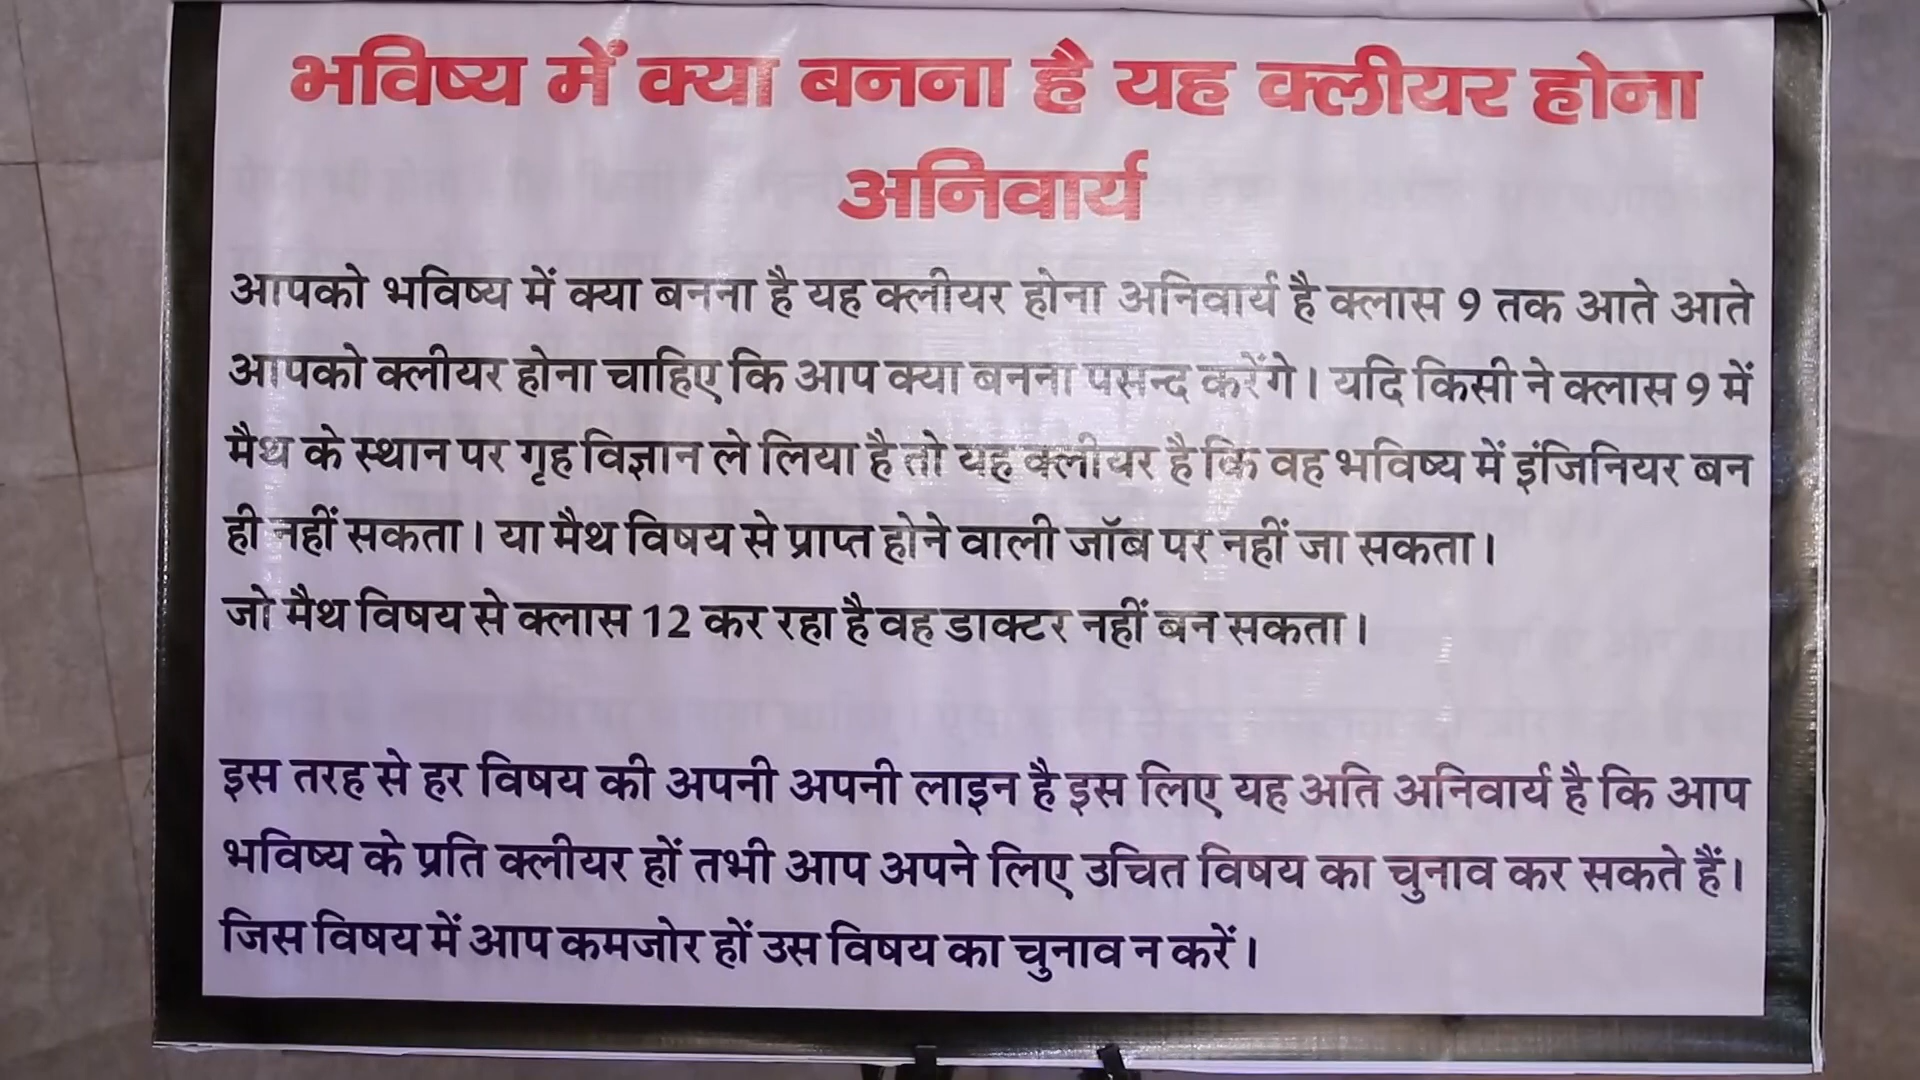 भविष्य में क्या बनना है यह क्लीयर होना
अनिवार्य
आपको भविष्य में क्या बनना है यह क्लीयर होना अनिवार्य है क्लास 9 तक आते आते
आपको क्लीयर होना चाहिए कि आप क्या बनना पसन्द करेंगे। यदि किसी ने क्लास 9 में
मैथ के स्थान पर गृह विज्ञान ले लिया है तो यह क्लीयर है कि वह भविष्य में इंजिनियर बन
ही नहीं सकता। या मैथ विषय से प्राप्त होने वाली जॉब पर नहीं जा सकता।
जो मैथ विषय से क्लास 12 कर रहा है वह डाक्टर नहीं बन सकता।
इस तरह से हर विषय की अपनी अपनी लाइन है इस लिए यह अति अनिवार्य है कि आप
भविष्य के प्रति क्लीयर हों तभी आप अपने लिए उचित विषय का चुनाव कर सकते हैं।
जिस विषय में आप कमजोर हों उस विषय का चुनाव न करें।